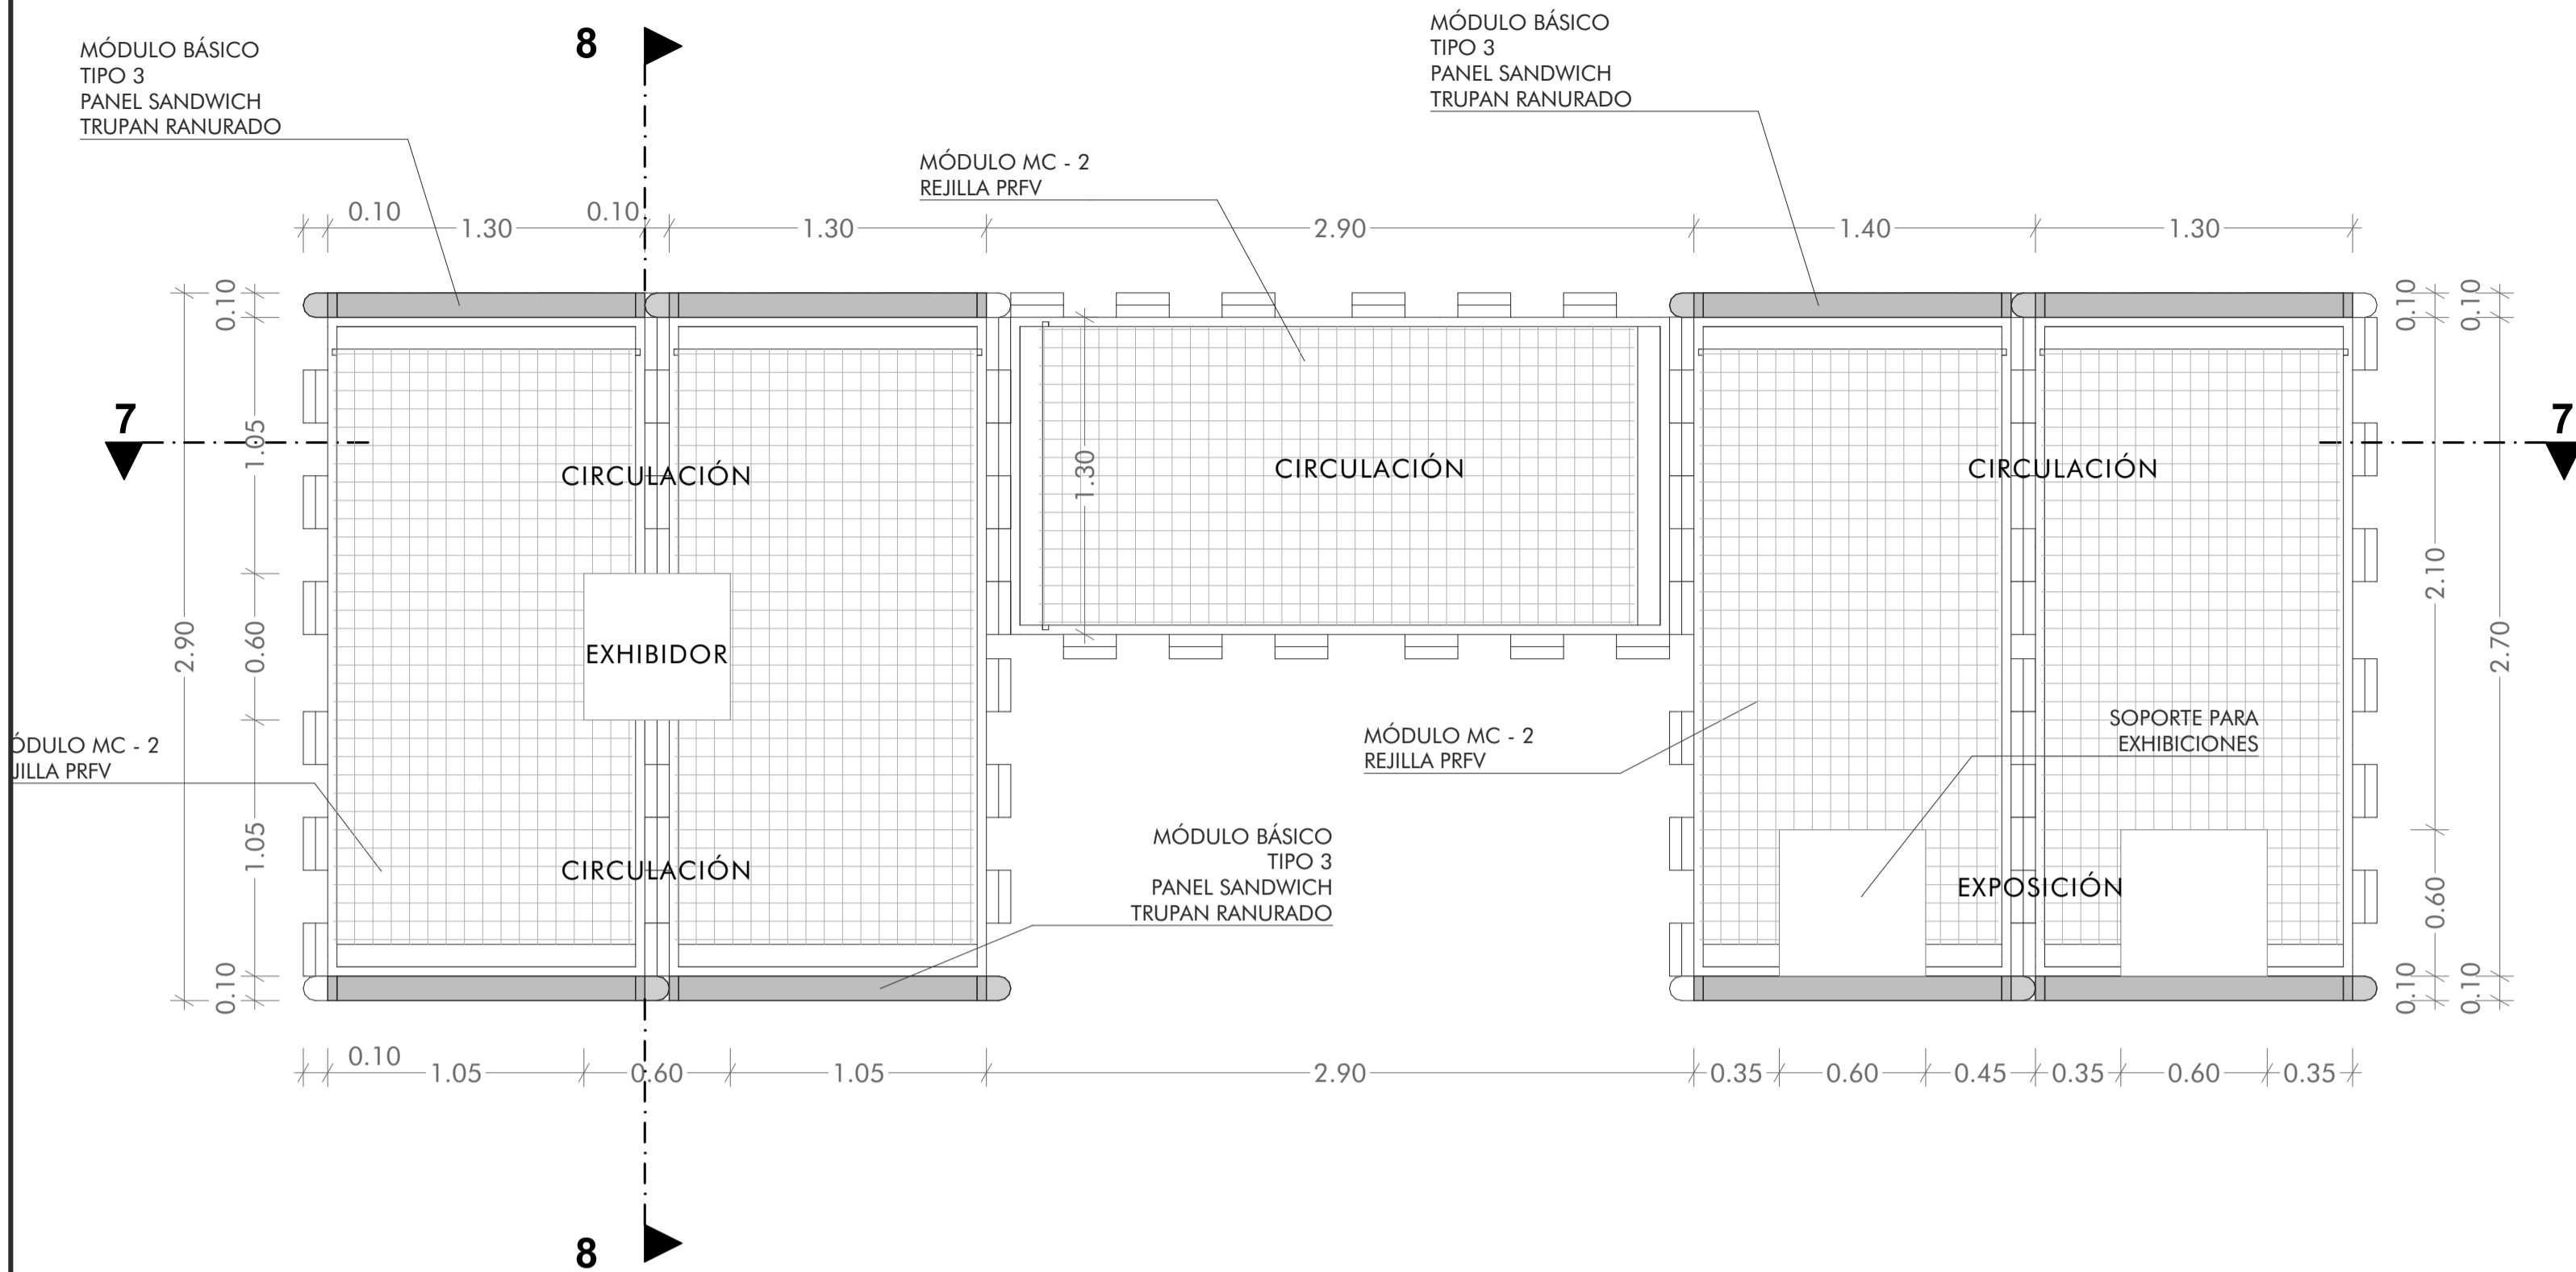 MÓDULO BÁSICO
TIPO 3
PANEL SANDWICH
TRUPAN RANURADO
8
MÓDULO BÁSICO
TIPO 3
PANEL SANDWICH
TRUPAN RANURADO
MÓDULO MC - 2
REJILLA PRFV
0.10
1.30
0.10
1.30
2.90
1.40
1.30
0.10
0.10
0.10
7
7
1.05
1.30
CIRCULACIÓN
CIRCULACIÓN
CIRCULACIÓN
2.10
2.90
0.60
EXHIBIDOR
2.70
ÓDULO MC - 2
JILLA PRFV
MÓDULO MC - 2
REJILLA PRFV
SOPORTE PARA
EXHIBICIONES
1.05
CIRCULACIÓN
MÓDULO BÁSICO
TIPO 3
PANEL SANDWICH
TRUPAN RANURADO
EXPOSICIÓN
0.60
0.10
0.10
0.10
0.10
1.05
0.60
1.05
2.90
0.35
0.60
0.45
0.35
0.60
0.35
8